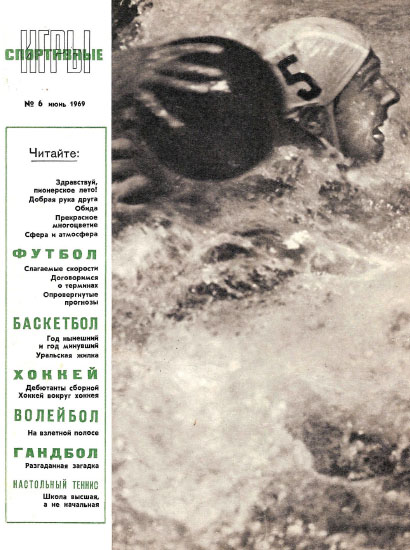 СПОРТИВНЫЕ
ИГРЫ
№ 6 июнь 1969
Читайте:
Здравствуй,
пионерское лето!
Добрая рука друга
Обида
Прекрасное
многоцветие
Сфера и атмосфера
ФУТБОЛ
Слагаемые скорости
Договоримся
о терминах
Опровергнутые
прогнозы
БАСКЕТБОЛ
Год нынешний
и год минувший
Уральская жилка
ХОККЕЙ
Дебютанты сборной
Хоккей вокруг хоккея
ВОЛЕЙБОЛ
На взлетной полосе
ГАНДБОЛ
Разгаданная загадка
НАСТОЛЬНЫЙ ТЕННИС
Школа высшая,
а не начальная
5